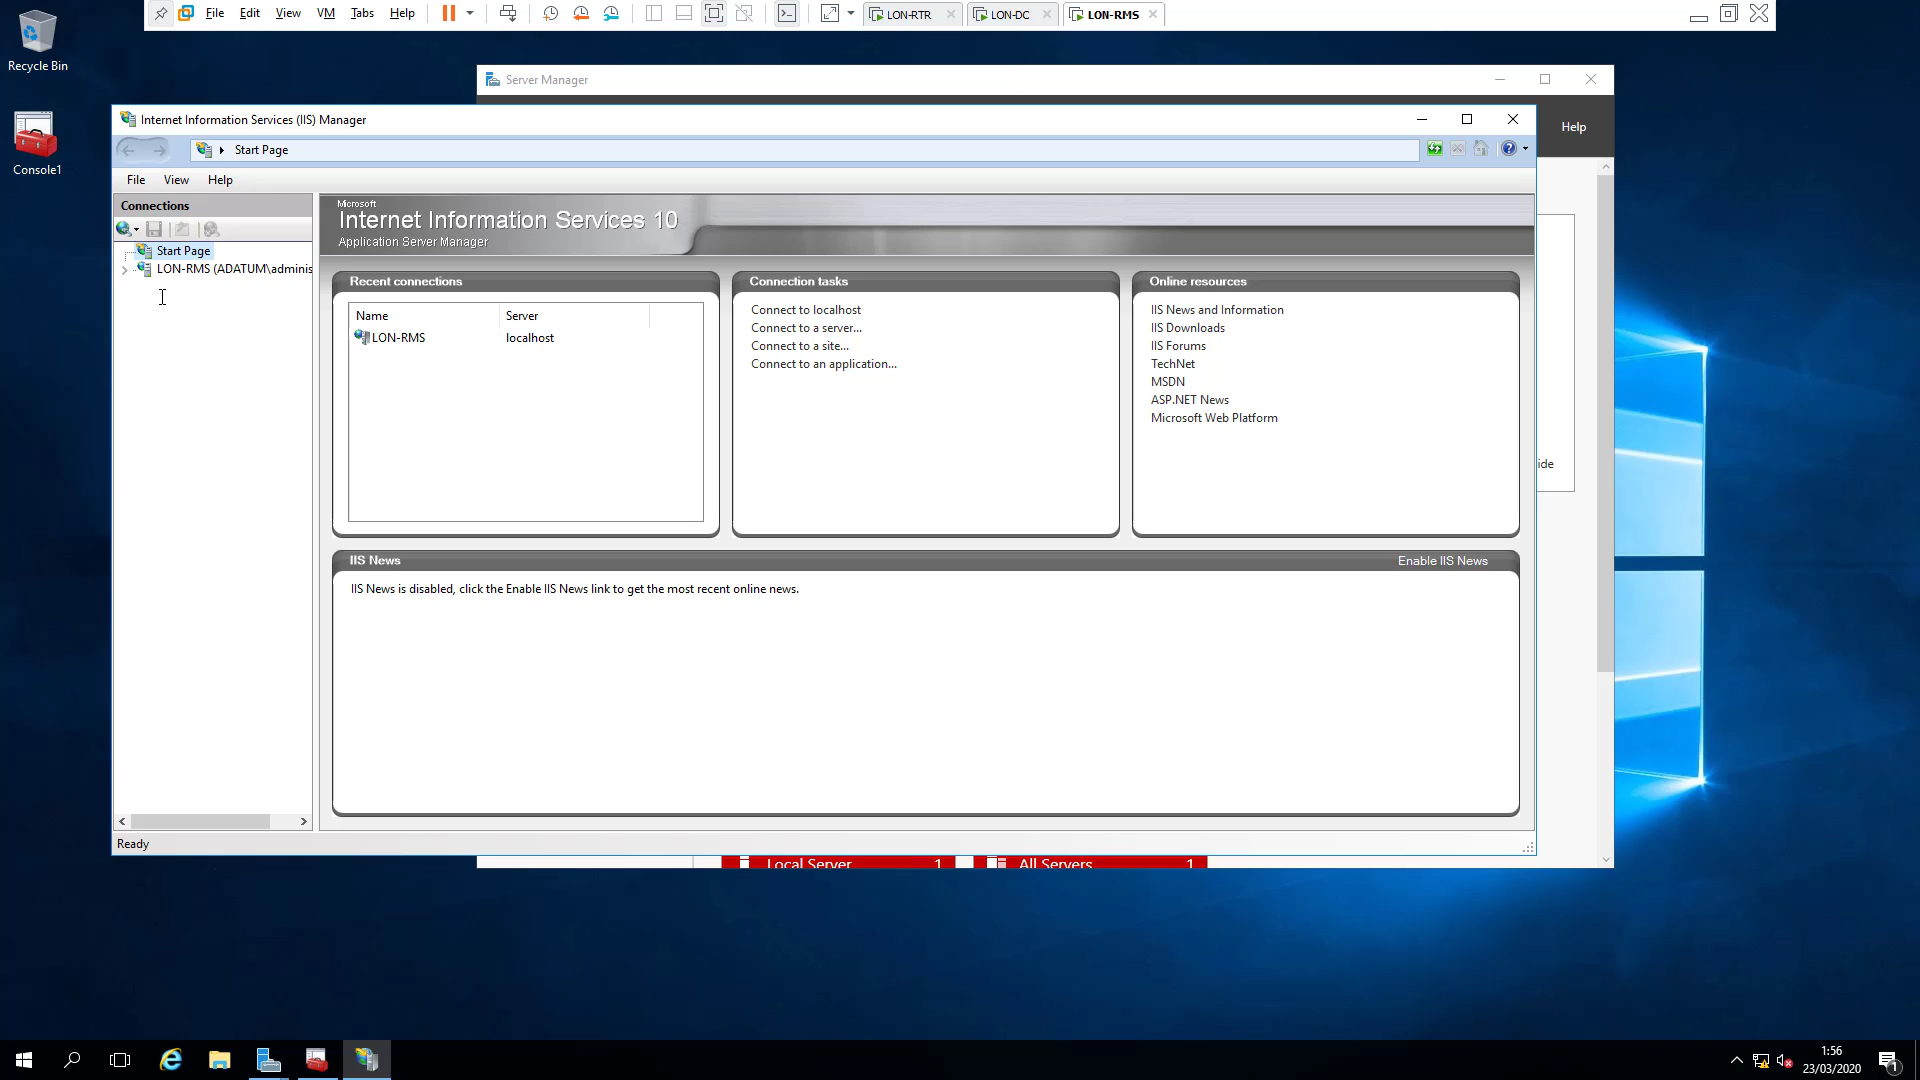 File Edit View VM Tabs Help LON-RTR LON-DC LON-RMS
Recycle Bin
Console1
Server Manager
Help
Internet Information Services (IIS) Manager
Start Page
File View Help
Connections
Start Page
LON-RMS (ADATUM\adminis
Microsoft
Internet Information Services 10
Application Server Manager
Recent connections
Name Server
LON-RMS localhost
Connection tasks
Connect to localhost
Connect to a server...
Connect to a site...
Connect to an application...
Online resources
IIS News and Information
IIS Downloads
IIS Forums
TechNet
MSDN
ASP.NET News
Microsoft Web Platform
ide
IIS News Enable IIS News
IIS News is disabled, click the Enable IIS News link to get the most recent online news.
Ready
Local Server 1 All Servers 1
1:56
23/03/2020
1